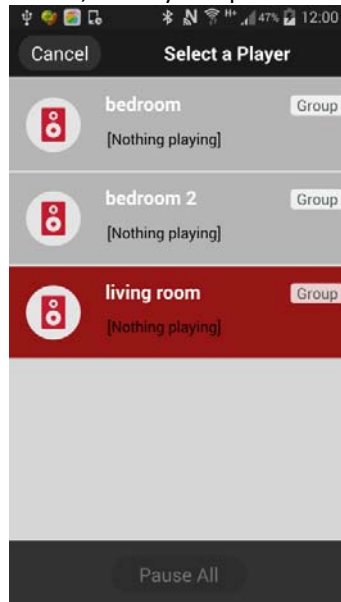 H+ 47% 12:00
Cancel Select a Player
bedroom Group
[Nothing playing]
bedroom 2 Group
[Nothing playing]
living room Group
[Nothing playing]
Pause All